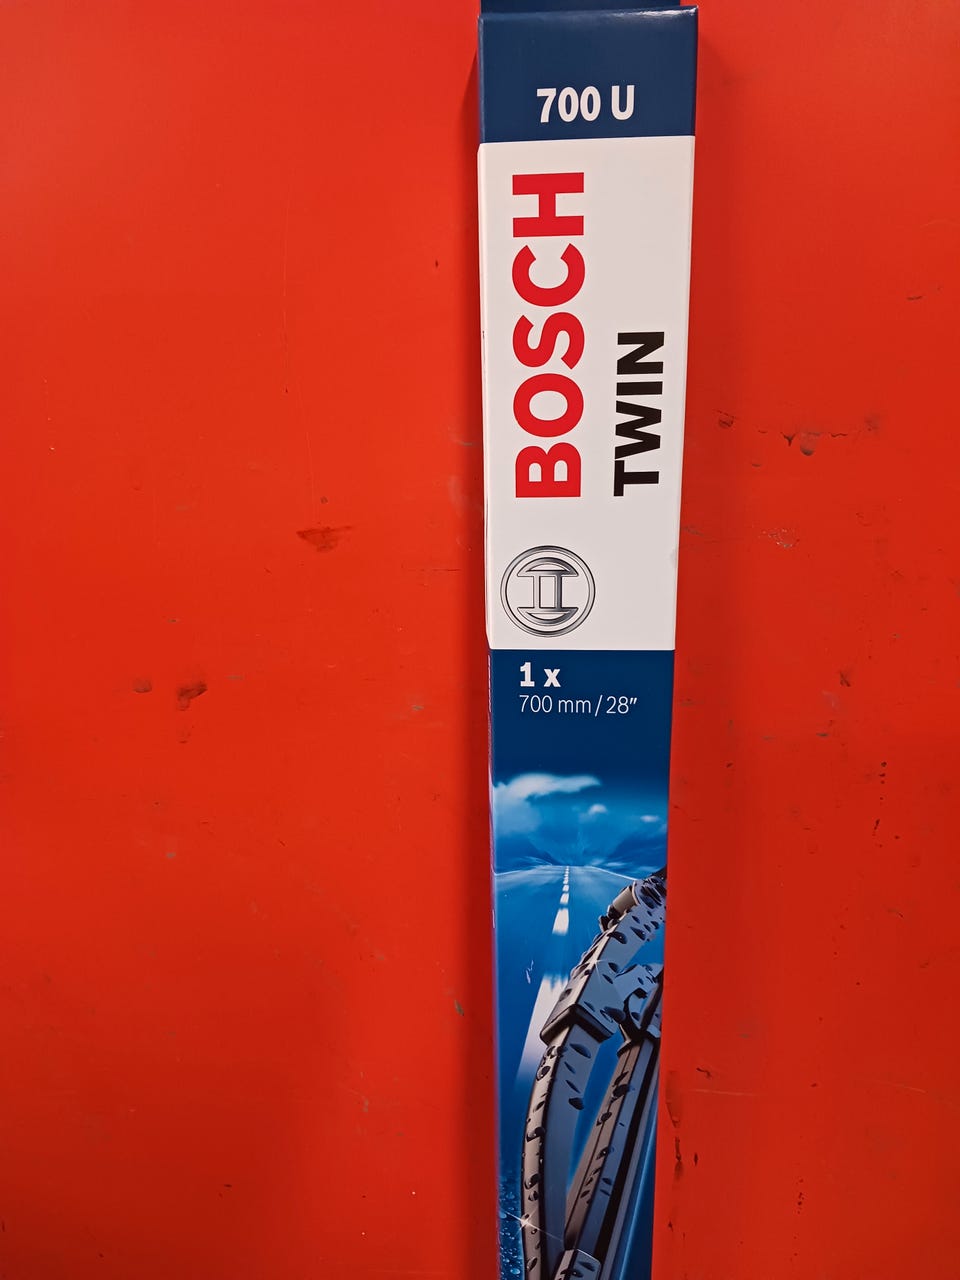 700 U
BOSCH
TWIN
1 x
700 mm/28"